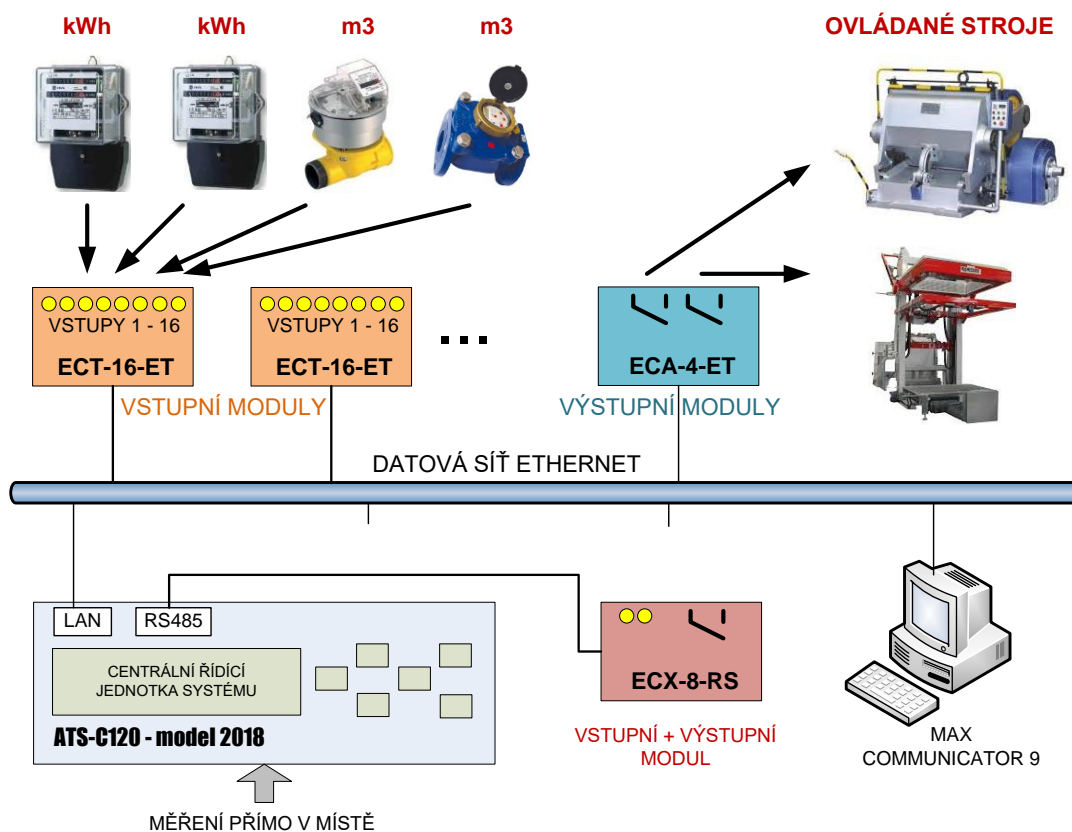 kWh
kWh
m3
m3
OVLÁDANÉ STROJE
VSTUPY 1 - 16
ECT-16-ET
VSTUPY 1 - 16
ECT-16-ET
ECA-4-ET
VSTUPNÍ MODULY
VÝSTUPNÍ MODULY
DATOVÁ SÍŤ ETHERNET
LAN
RS485
CENTRÁLNÍ ŘÍDÍCÍ
JEDNOTKA SYSTÉMU
ATS-C120 - model 2018
ECX-8-RS
VSTUPNÍ + VÝSTUPNÍ
MODUL
MAX
COMMUNICATOR 9
MĚŘENÍ PŘÍMO V MÍSTĚ